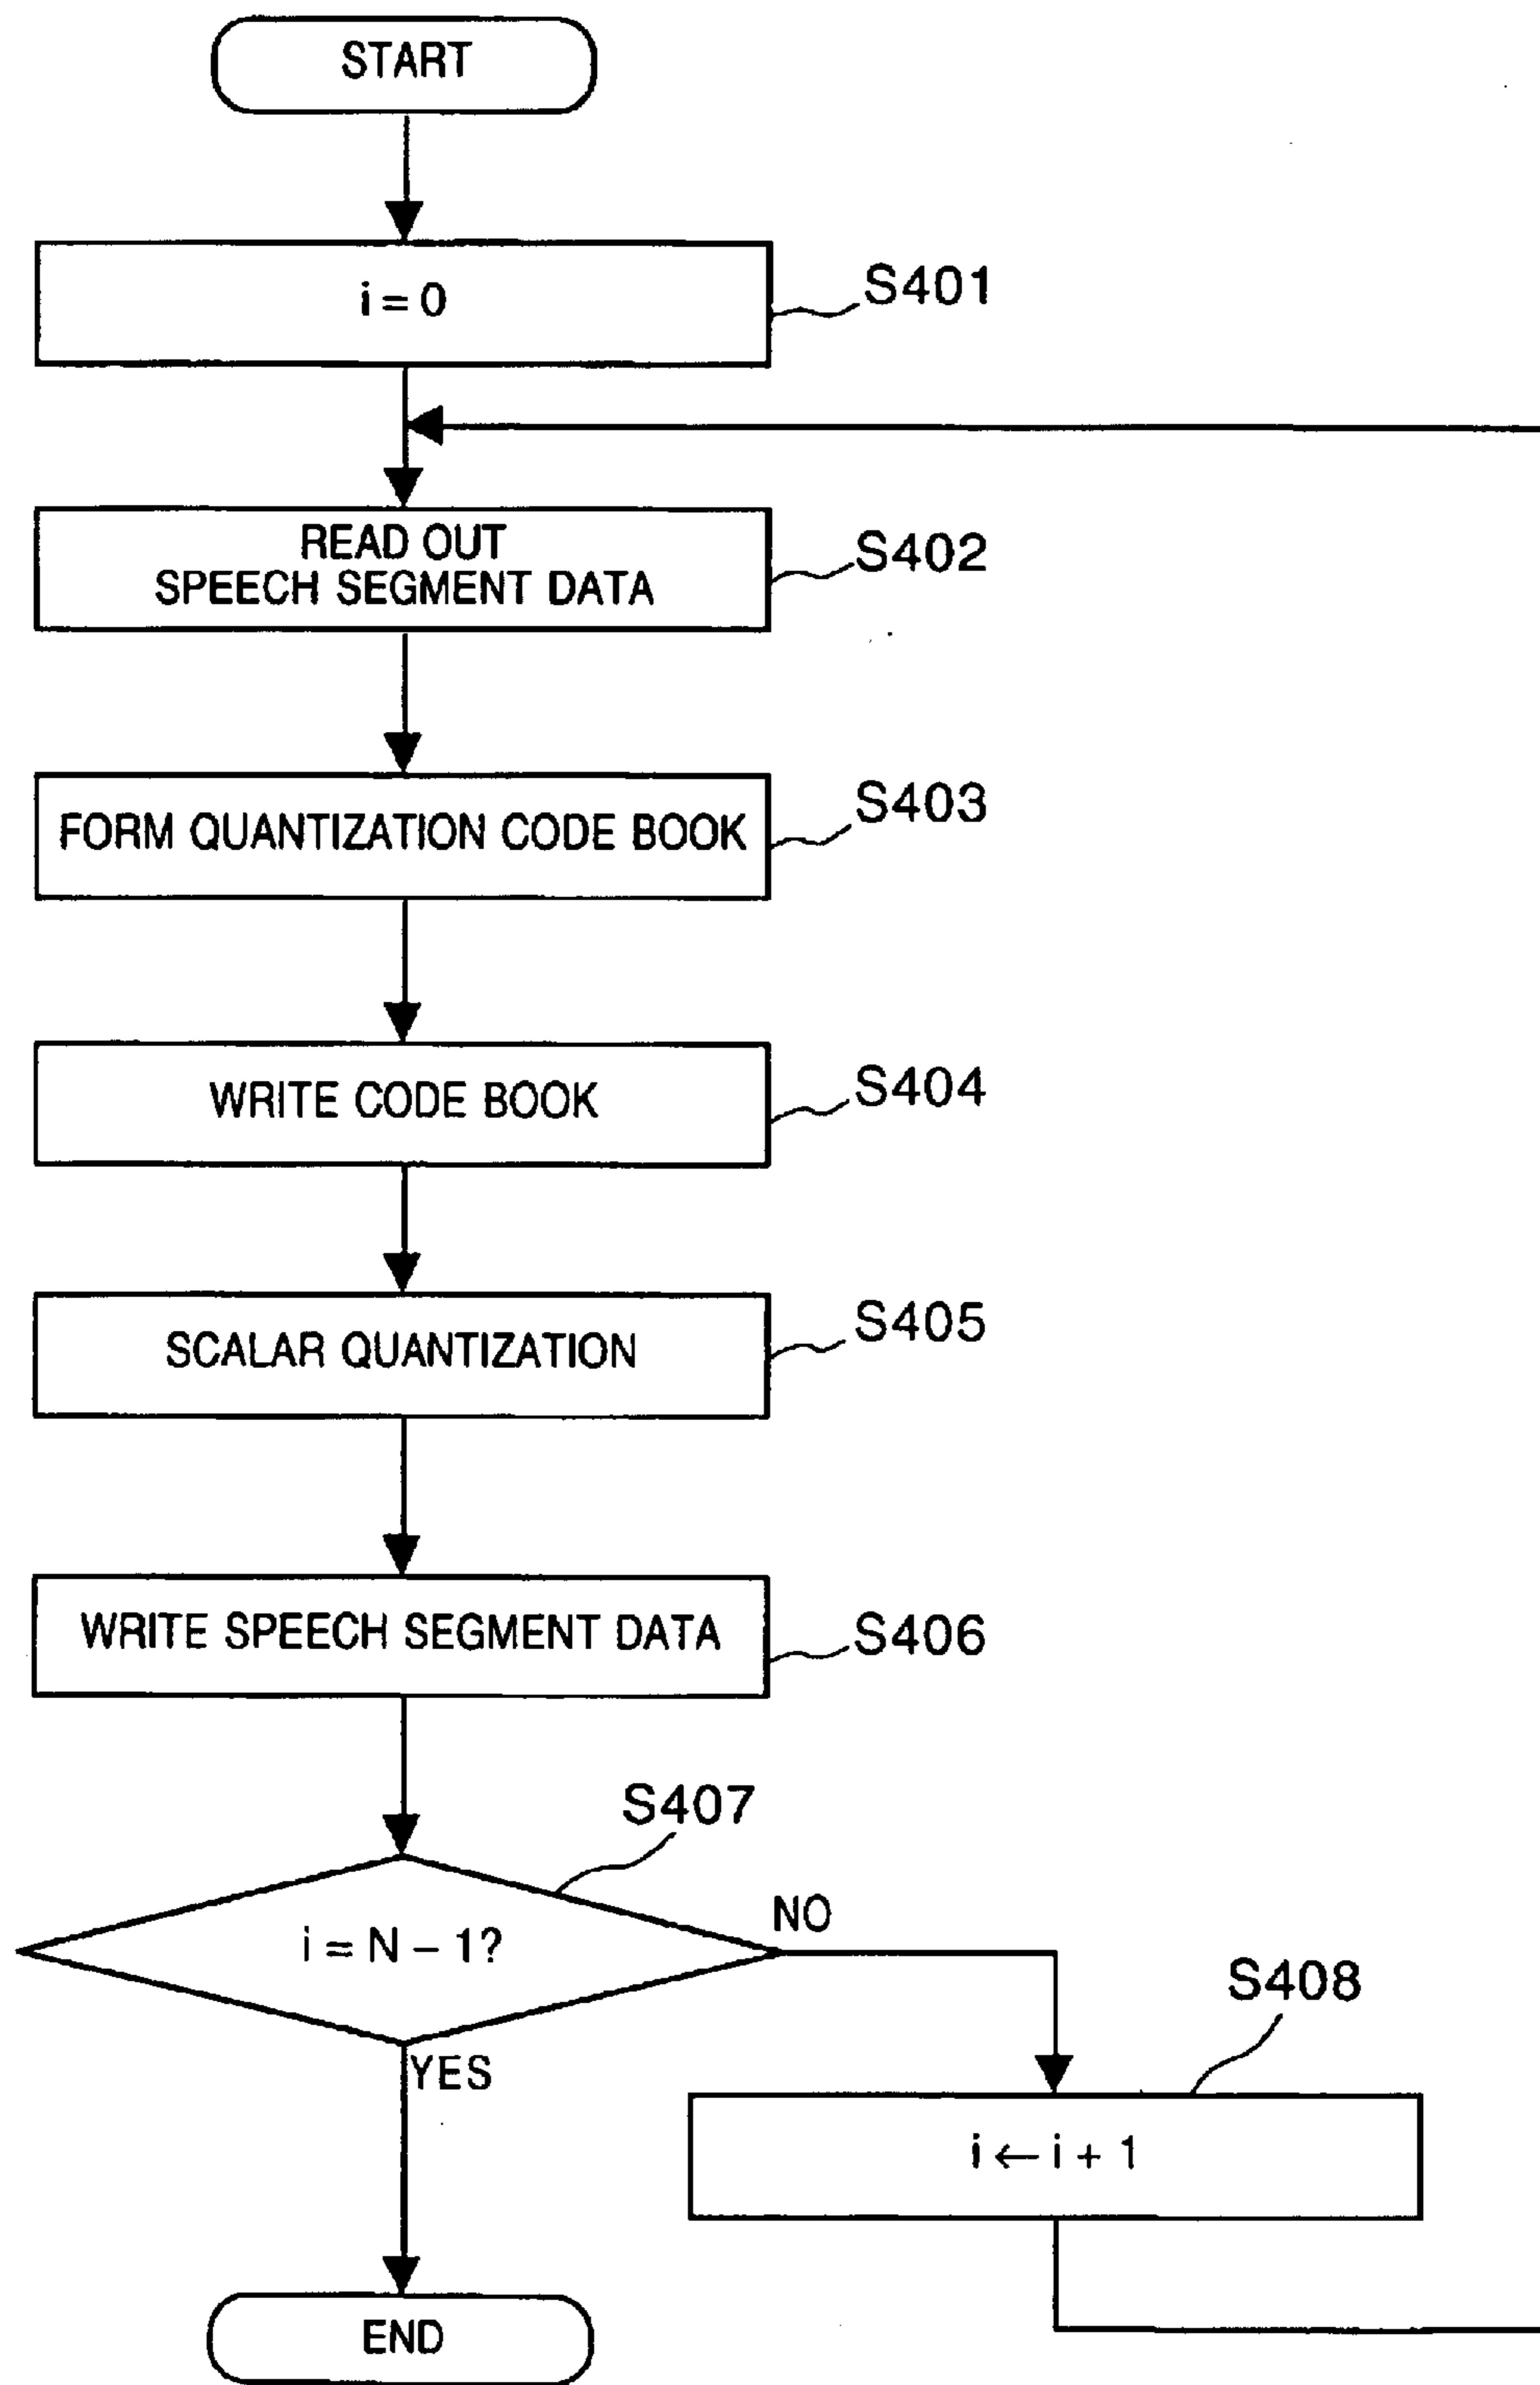 START
i = 0
S401
READ OUT
SPEECH SEGMENT DATA
S402
FORM QUANTIZATION CODE BOOK
S403
WRITE CODE BOOK
S404
SCALAR QUANTIZATION
S405
WRITE SPEECH SEGMENT DATA
S406
S407
i = N – 1?
NO
YES
S408
i ← i + 1
END